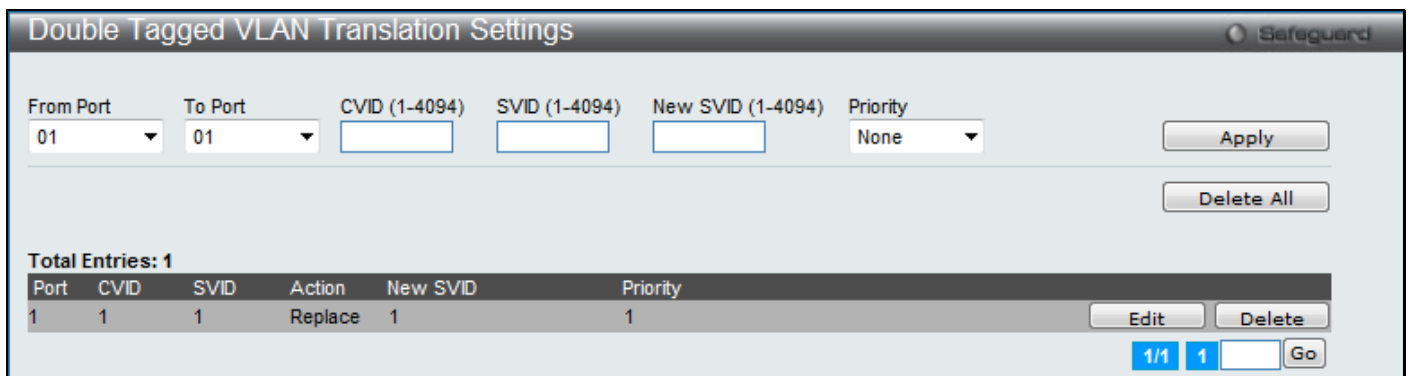 Double Tagged VLAN Translation Settings
Safeguard
From Port To Port CVID (1-4094) SVID (1-4094) New SVID (1-4094) Priority
01 01 None Apply
Delete All
Total Entries: 1
Port CVID SVID Action New SVID Priority
1 1 1 Replace 1 1 Edit Delete
1/1 1 Go